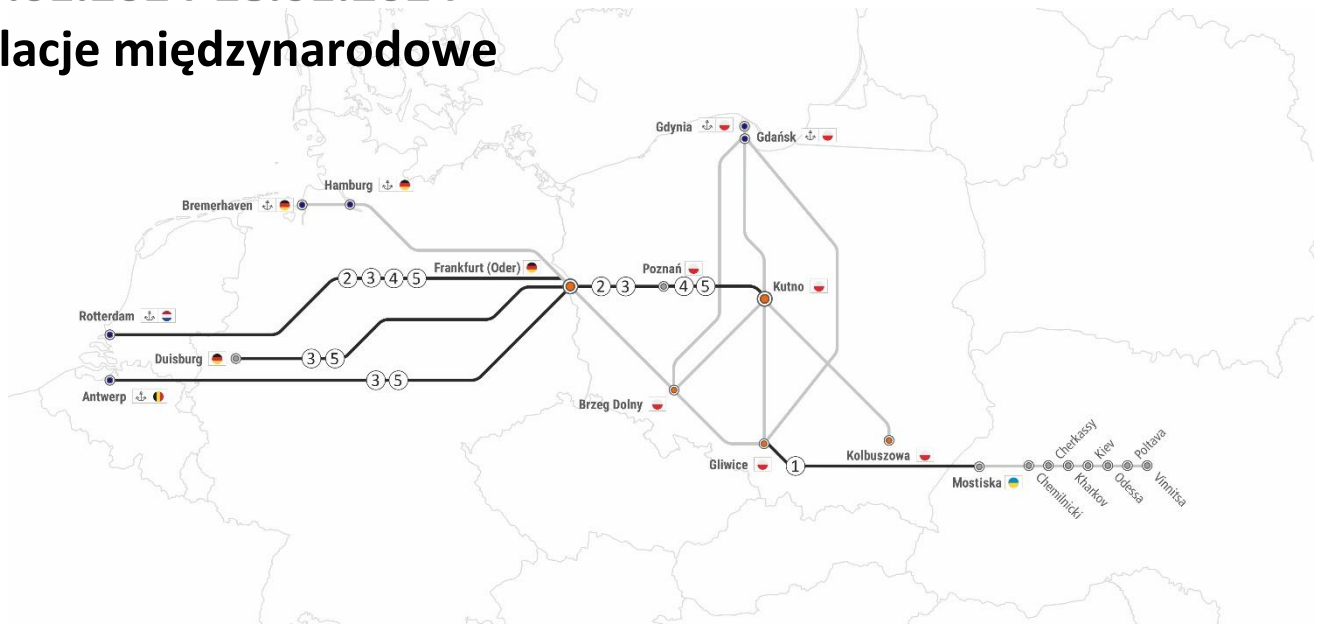 lacje międzynarodowe
Gdynia
Gdańsk
Hamburg
Bremerhaven
Frankfurt (Oder)
2 3 4 5
Poznań
2 3
4 5
Kutno
Rotterdam
Duisburg
3 5
3 5
Antwerp
Brzeg Dolny
Gliwice
1
Kolbuszowa
Mostiska
Chemilnicki
Cherkassy
Kharkov
Kiev
Odessa
Poltava
Vinnitsa